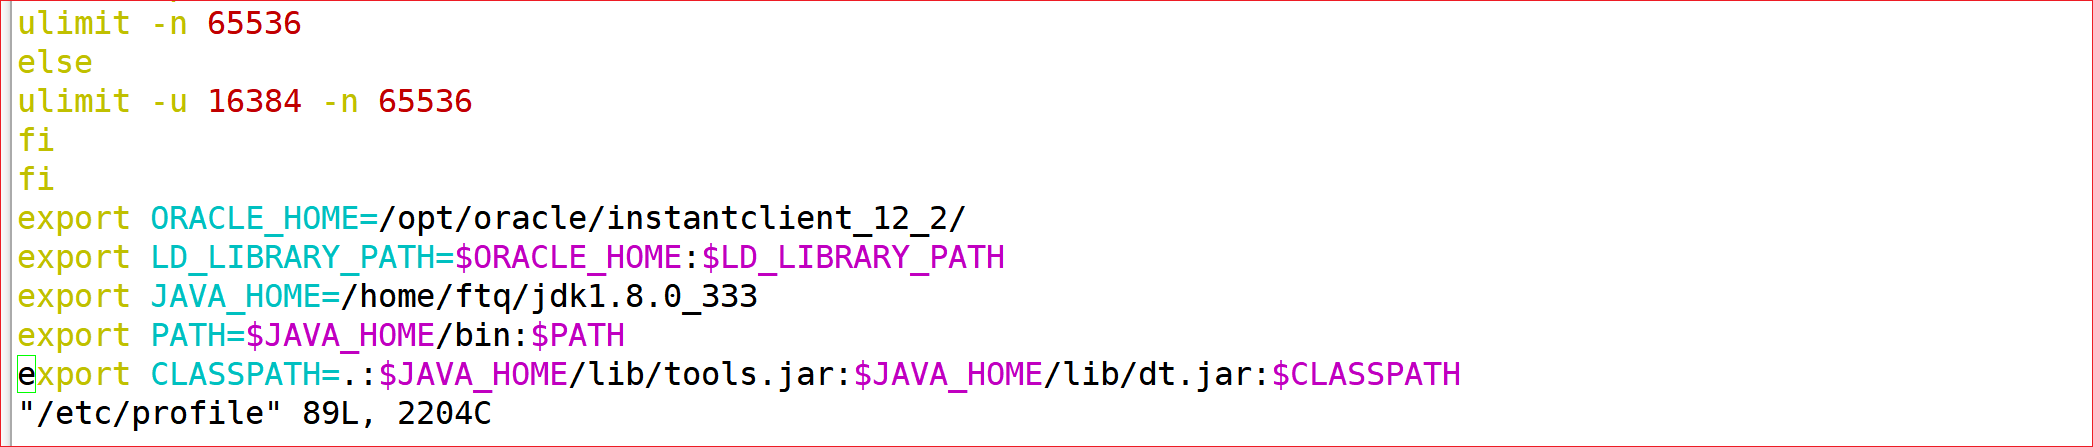 ulimit -n 65536
else
ulimit -u 16384 -n 65536
fi
fi
export ORACLE_HOME=/opt/oracle/instantclient_12_2/
export LD_LIBRARY_PATH=$ORACLE_HOME:$LD_LIBRARY_PATH
export JAVA_HOME=/home/ftq/jdk1.8.0_333
export PATH=$JAVA_HOME/bin:$PATH
export CLASSPATH=.:$JAVA_HOME/lib/tools.jar:$JAVA_HOME/lib/dt.jar:$CLASSPATH
"/etc/profile" 89L, 2204C